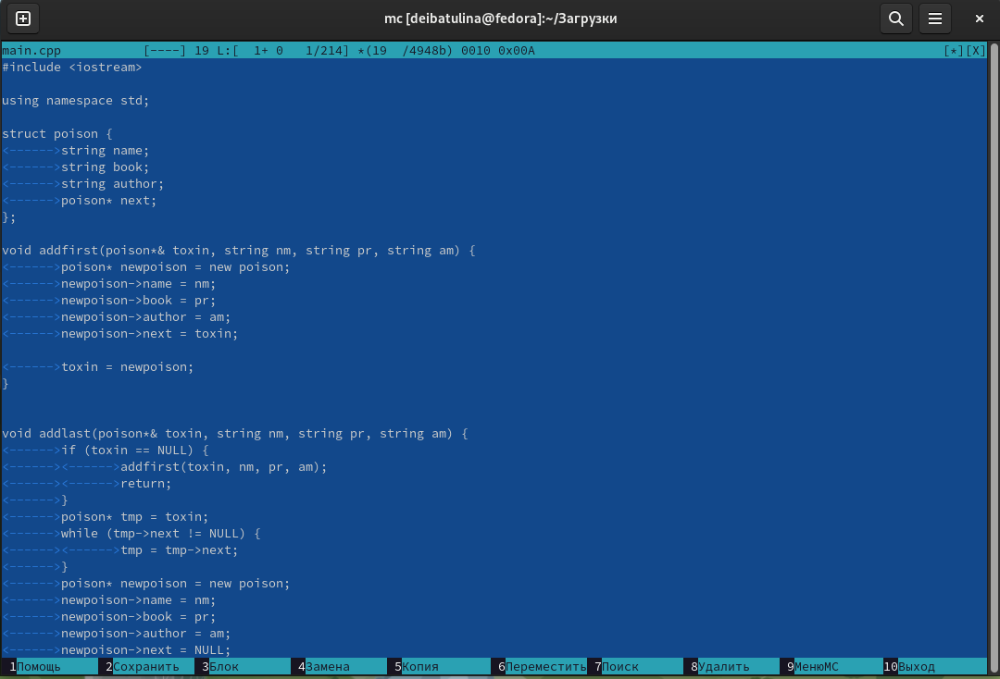 mc [deibatulina@fedora]:~/Загрузки
main.cpp [----] 19 L:[ 1+ 0 1/214] *(19 /4948b) 0010 0x00A [*][X]
#include <iostream>
using namespace std;
struct poison {
<------>string name;
<------>string book;
<------>string author;
<------>poison* next;
};
void addfirst(poison*& toxin, string nm, string pr, string am) {
<------>poison* newpoison = new poison;
<------>newpoison->name = nm;
<------>newpoison->book = pr;
<------>newpoison->author = am;
<------>newpoison->next = toxin;
<------>toxin = newpoison;
}
void addlast(poison*& toxin, string nm, string pr, string am) {
<------>if (toxin == NULL) {
<------><------>addfirst(toxin, nm, pr, am);
<------><------>return;
<------>}
<------>poison* tmp = toxin;
<------>while (tmp->next != NULL) {
<------><------>tmp = tmp->next;
<------>}
<------>poison* newpoison = new poison;
<------>newpoison->name = nm;
<------>newpoison->book = pr;
<------>newpoison->author = am;
<------>newpoison->next = NULL;
1Помощь 2Сохранить 3Блок 4Замена 5Копия 6Переместить 7Поиск 8Удалить 9МенюMC 10Выход